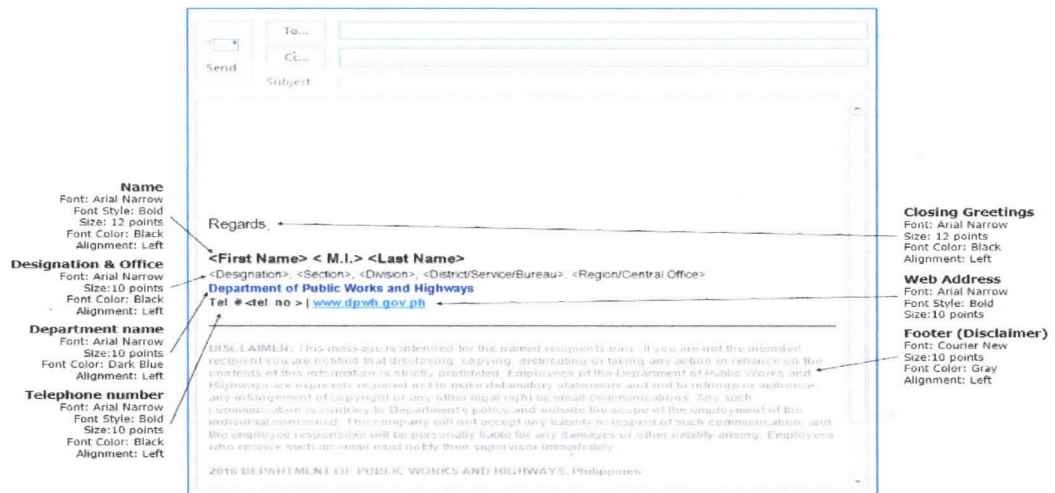 To...
Cc...
Send
Subject
Name
Font: Arial Narrow
Font Style: Bold
Size: 12 points
Font Color: Black
Alignment: Left
Designation & Office
Font: Arial Narrow
Size:10 points
Font Color: Black
Alignment: Left
Department name
Font: Arial Narrow
Size:10 points
Font Color: Dark Blue
Alignment: Left
Telephone number
Font: Arial Narrow
Font Style: Bold
Size:10 points
Font Color: Black
Alignment: Left
Regards,
<First Name> < M.I.> <Last Name>
<Designation>, <Section>, <Division>, <District/Service/Bureau>, <Region/Central Office>
Department of Public Works and Highways
Tel. # <tel. no > | www.dpwh.gov.ph
DISCLAIMER: This message is intended for the named recipients only. If you are not the intended
recipient you are notified that disclosing, copying, distributing or taking any action in reliance on the
contents of this information is strictly prohibited. Employees of the Department of Public Works and
Highways are expressly required not to make defamatory statements and not to infringe or authorize
any infringement of copyright or any other legal right by email communications. Any such
communication is contrary to Department's policy and outside the scope of the employment of the
individual concerned. The company will not accept any liability in respect of such communication, and
the employee responsible will be personally liable for any damages or other liability arising. Employees
who receive such an email must notify their supervisor immediately.
2016 DEPARTMENT OF PUBLIC WORKS AND HIGHWAYS, Philippines
Closing Greetings
Font: Arial Narrow
Size: 12 points
Font Color: Black
Alignment: Left
Web Address
Font: Arial Narrow
Font Style: Bold
Size:10 points
Footer (Disclaimer)
Font: Courier New
Size:10 points
Font Color: Gray
Alignment: Left